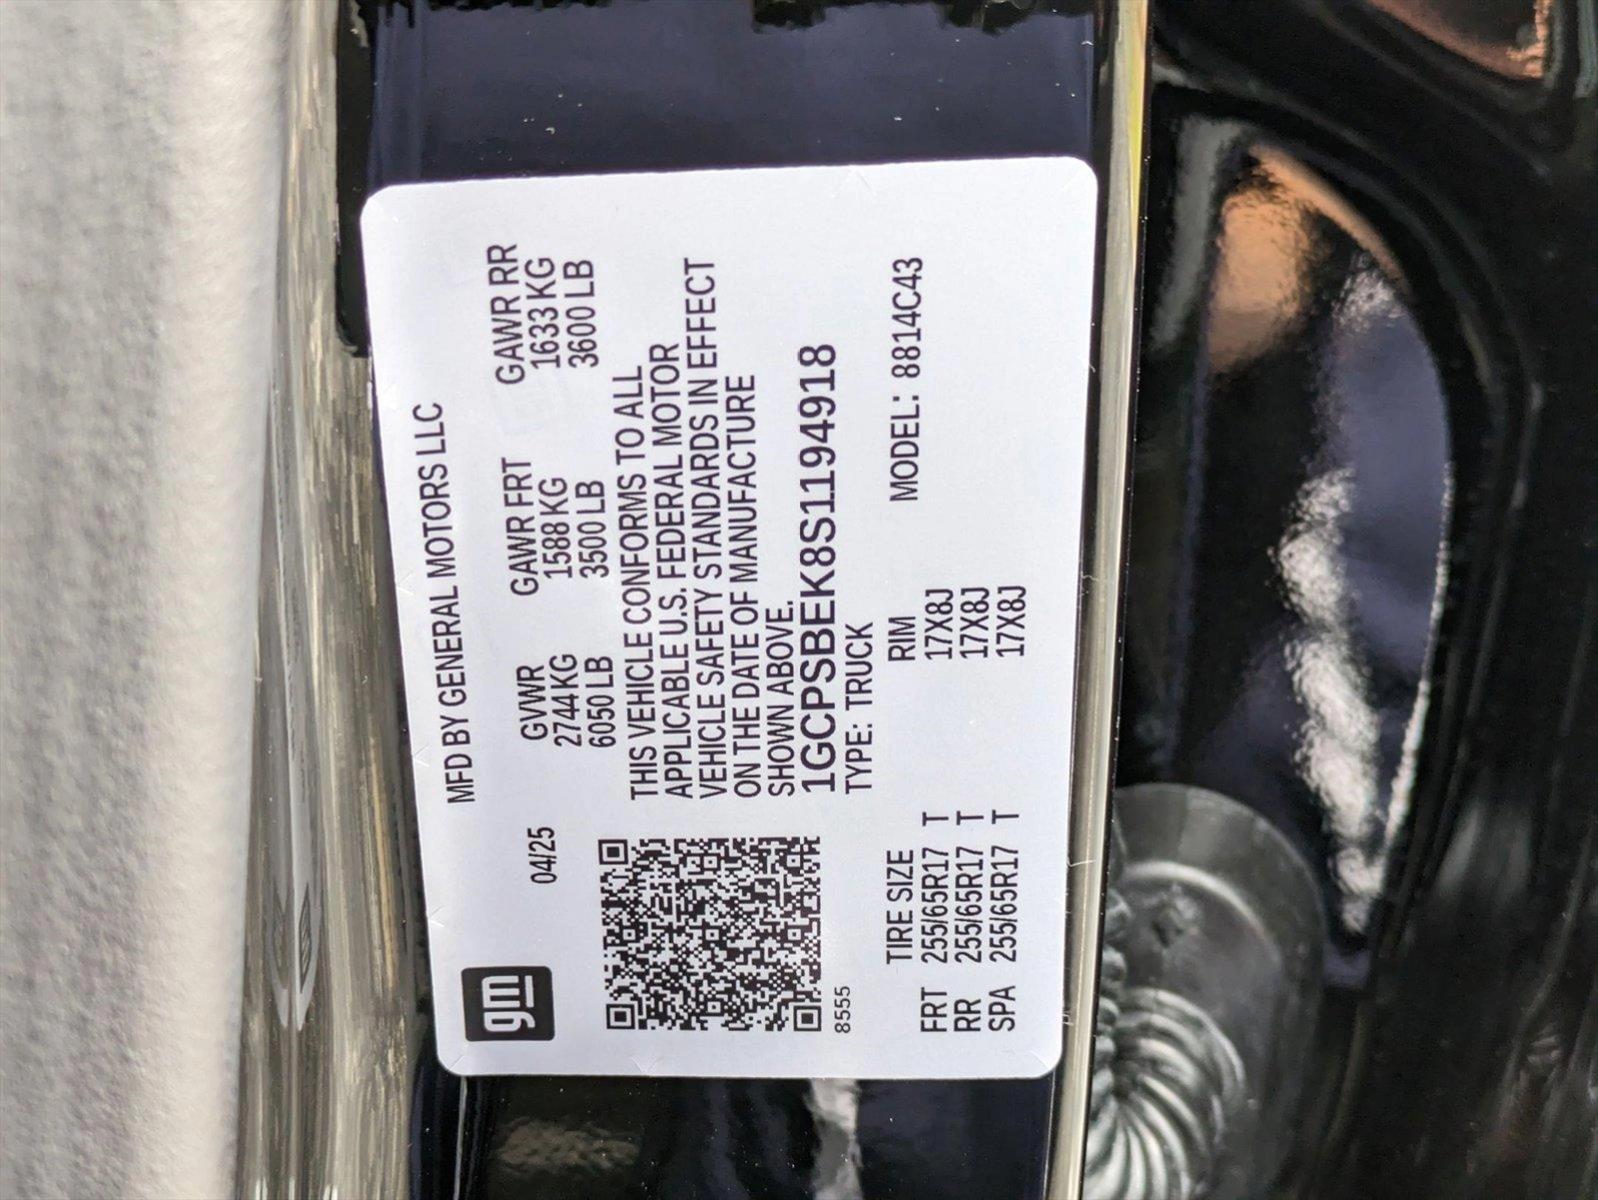 gm
MFD BY GENERAL MOTORS LLC
04/25
GVWR GAWR FRT GAWR RR
2744 KG 1588 KG 1633 KG
6050 LB 3500 LB 3600 LB
THIS VEHICLE CONFORMS TO ALL
APPLICABLE U.S. FEDERAL MOTOR
VEHICLE SAFETY STANDARDS IN EFFECT
ON THE DATE OF MANUFACTURE
SHOWN ABOVE.
1GCPSBEK8S1194918
8555
TYPE: TRUCK
TIRE SIZE RIM MODEL: 8814C43
FRT 255/65R17 T 17X8J
RR 255/65R17 T 17X8J
SPA 255/65R17 T 17X8J